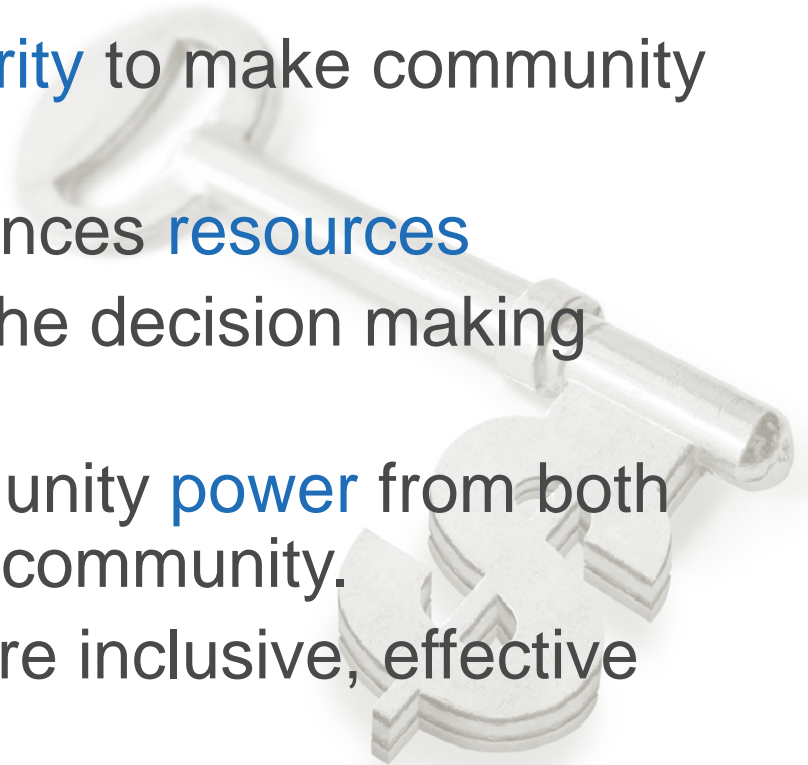 rity to make community
nces resources
he decision making
unity power from both
community.
re inclusive, effective